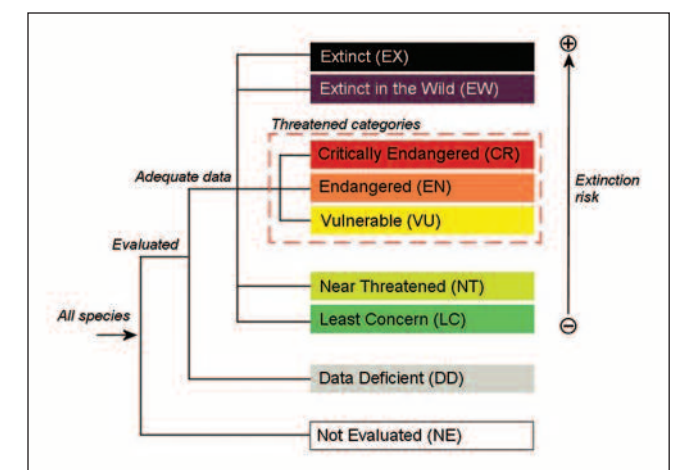 Extinct (EX)
Extinct in the Wild (EW)
Threatened categories
Critically Endangered (CR)
Adequate data
Endangered (EN)
Extinction
risk
Vulnerable (VU)
Evaluated
Near Threatened (NT)
All species
Least Concern (LC)
Data Deficient (DD)
Not Evaluated (NE)